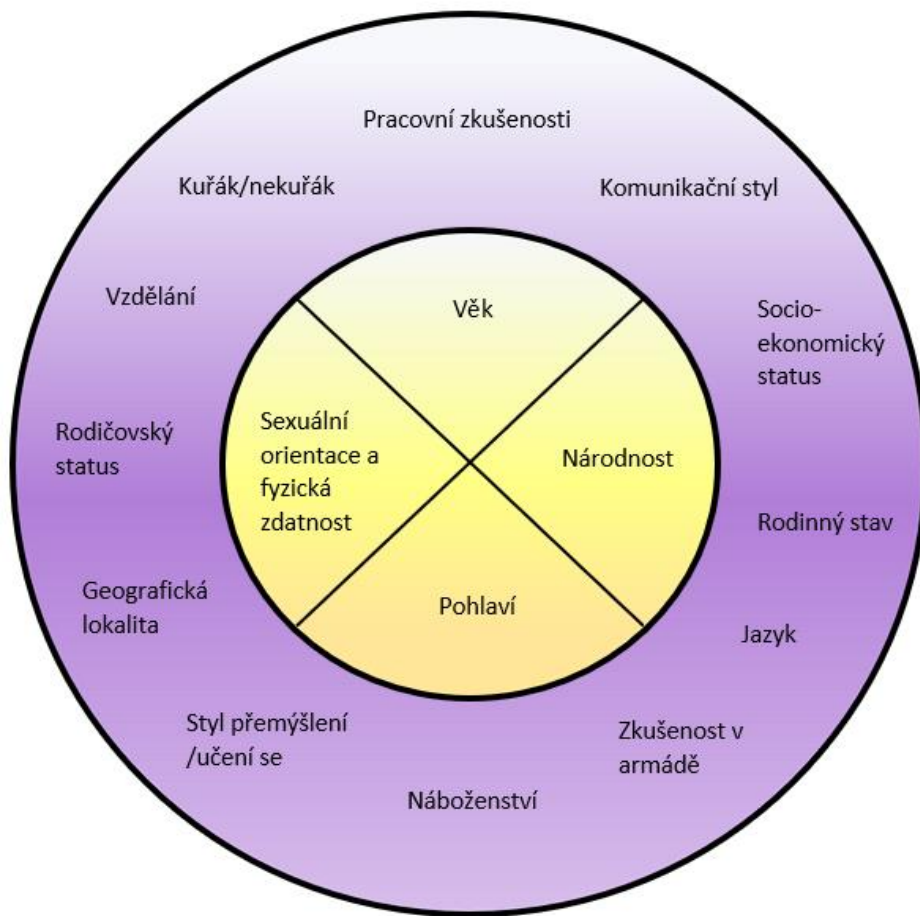 Pracovní zkušenosti
Kuřák/nekuřák
Komunikační styl
Vzdělání
Věk
Socio-
ekonomický
status
Rodičovský
status
Sexuální
orientace a
fyzická
zdatnost
Národnost
Rodinný stav
Geografická
lokalita
Pohlaví
Jazyk
Styl přemýšlení
/učení se
Zkušenost v
armádě
Náboženství